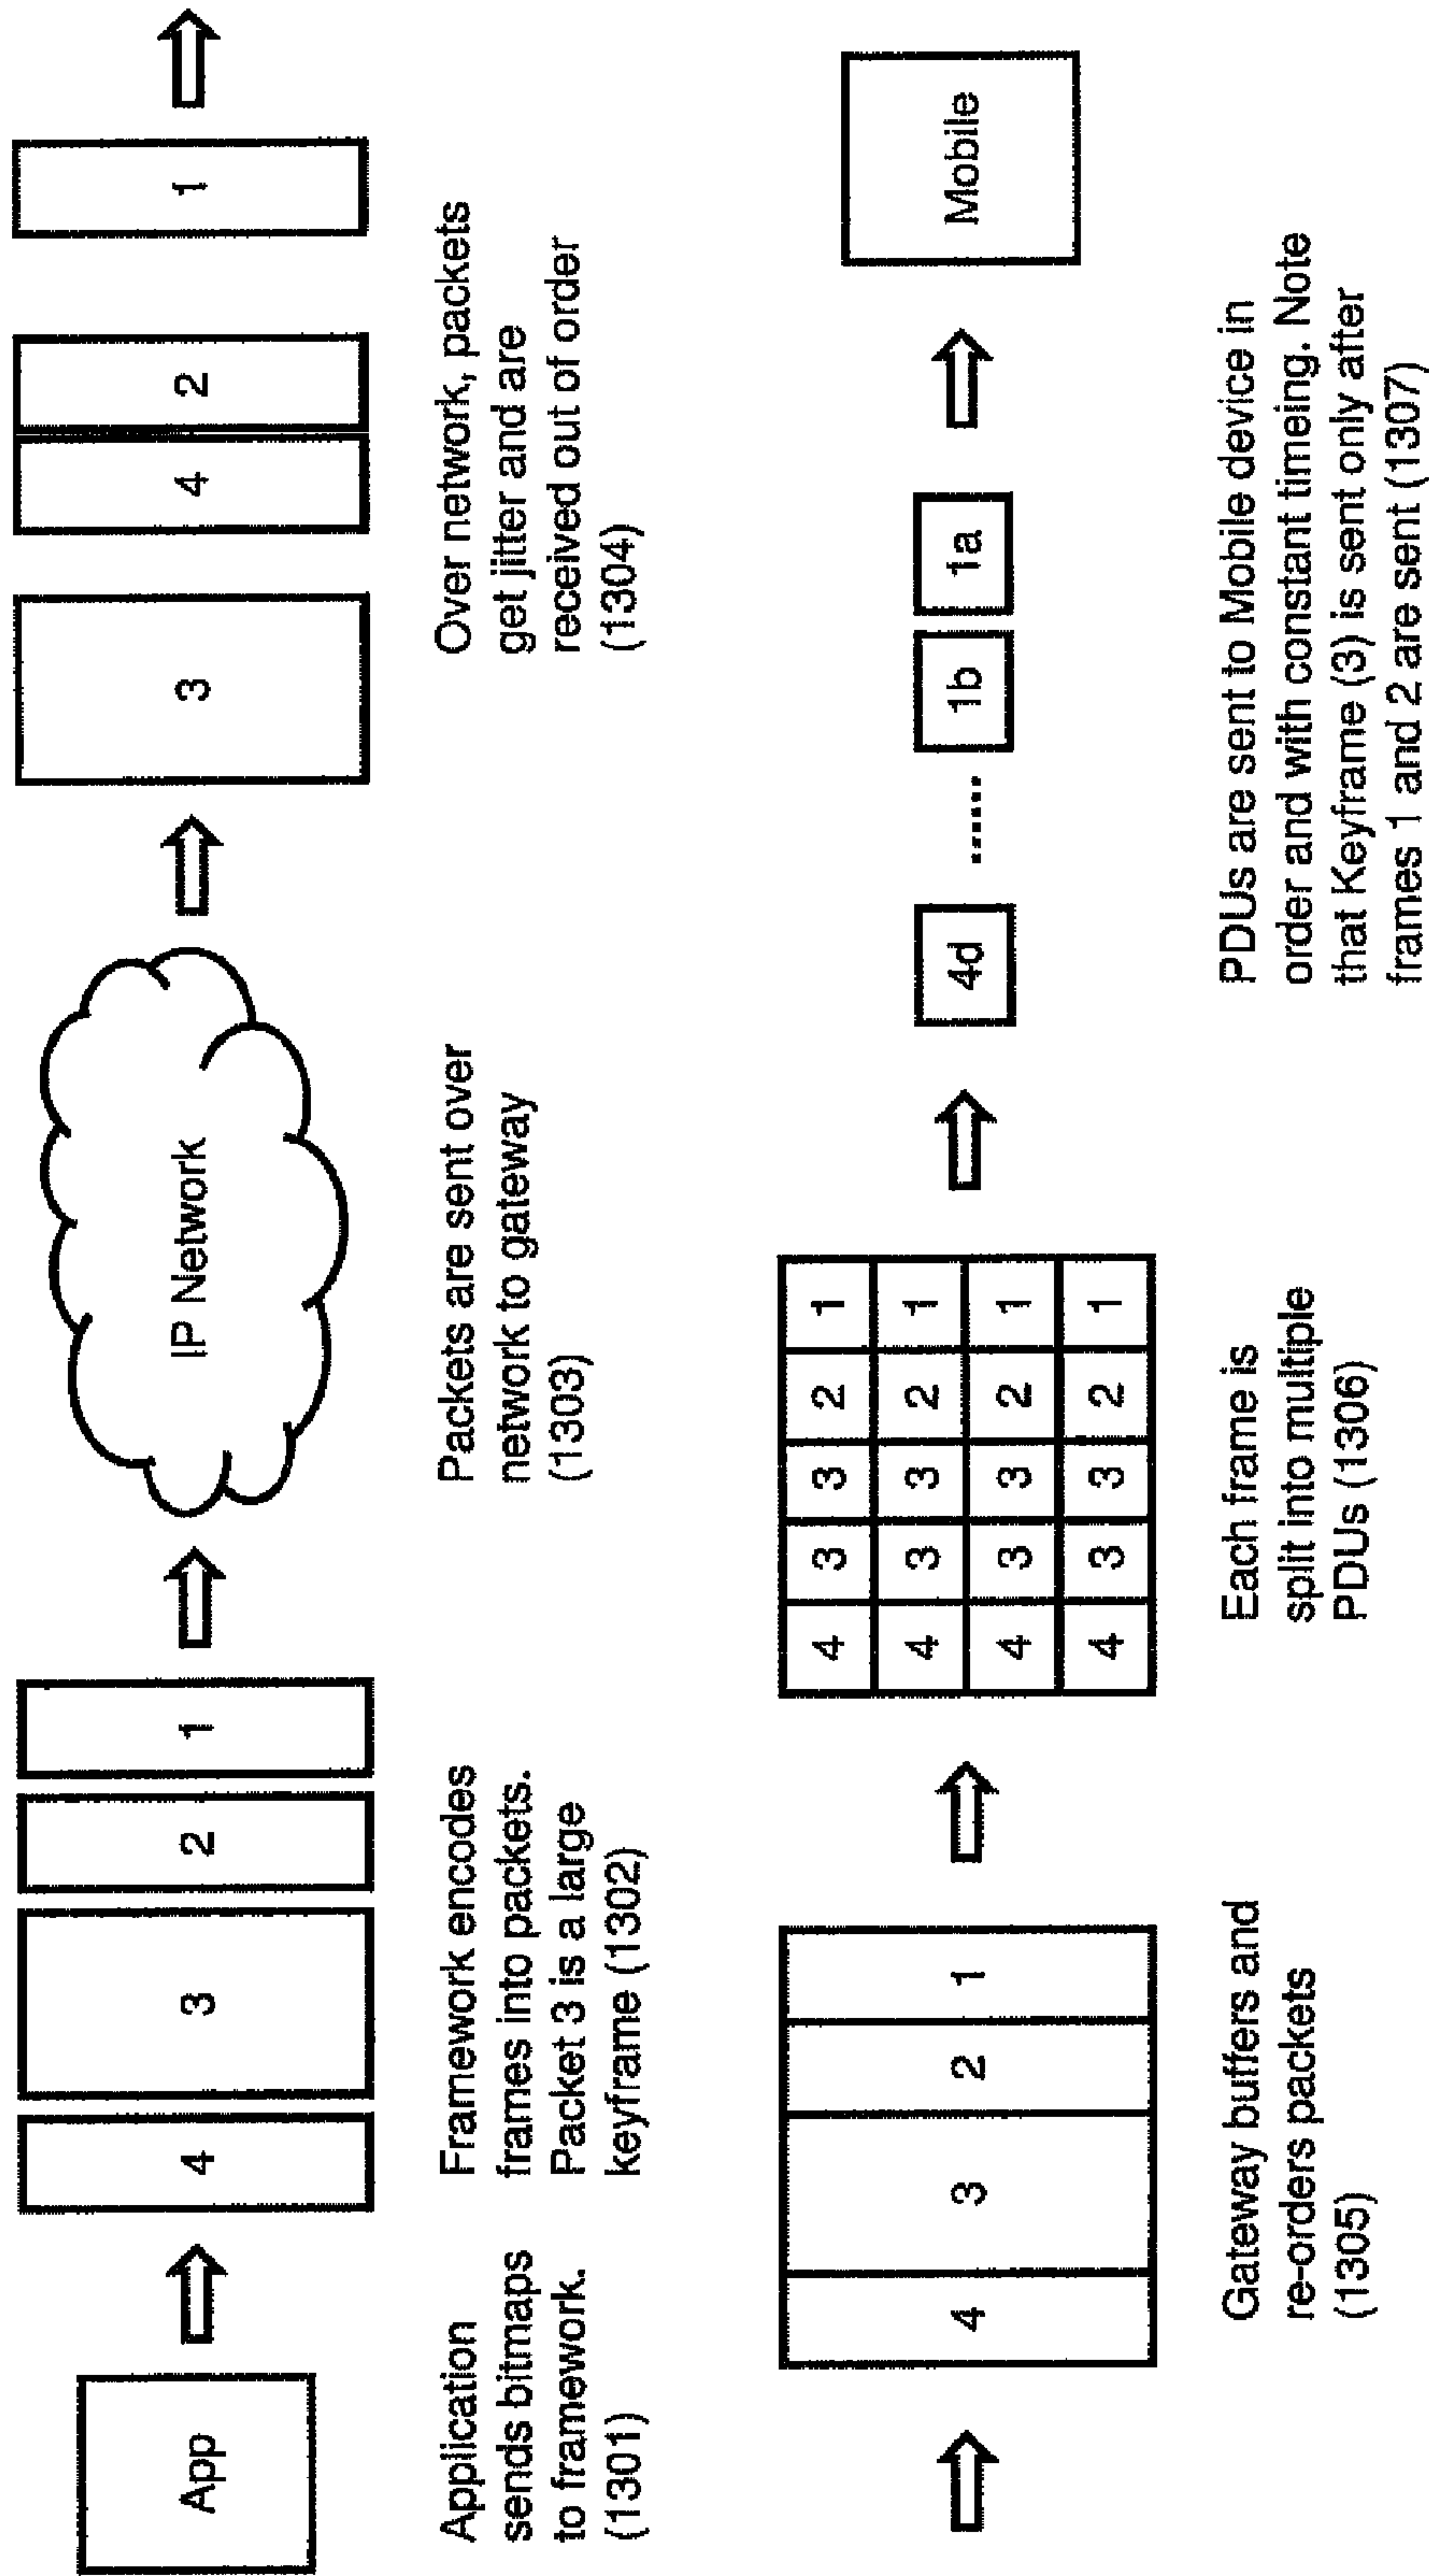 App
4
3
2
1
IP Network
3
4
2
1
Application
sends bitmaps
to framework.
(1301)
Framework encodes
frames into packets.
Packet 3 is a large
keyframe (1302)
Packets are sent over
network to gateway
(1303)
Over network, packets
get jitter and are
received out of order
(1304)
4
3
2
1
4 3 3 2 1
4 3 3 2 1
4 3 3 2 1
4 3 3 2 1
4d
......
1b
1a
Mobile
Gateway buffers and
re-orders packets
(1305)
Each frame is
split into multiple
PDUs (1306)
PDUs are sent to Mobile device in
order and with constant timeing. Note
that Keyframe (3) is sent only after
frames 1 and 2 are sent (1307)